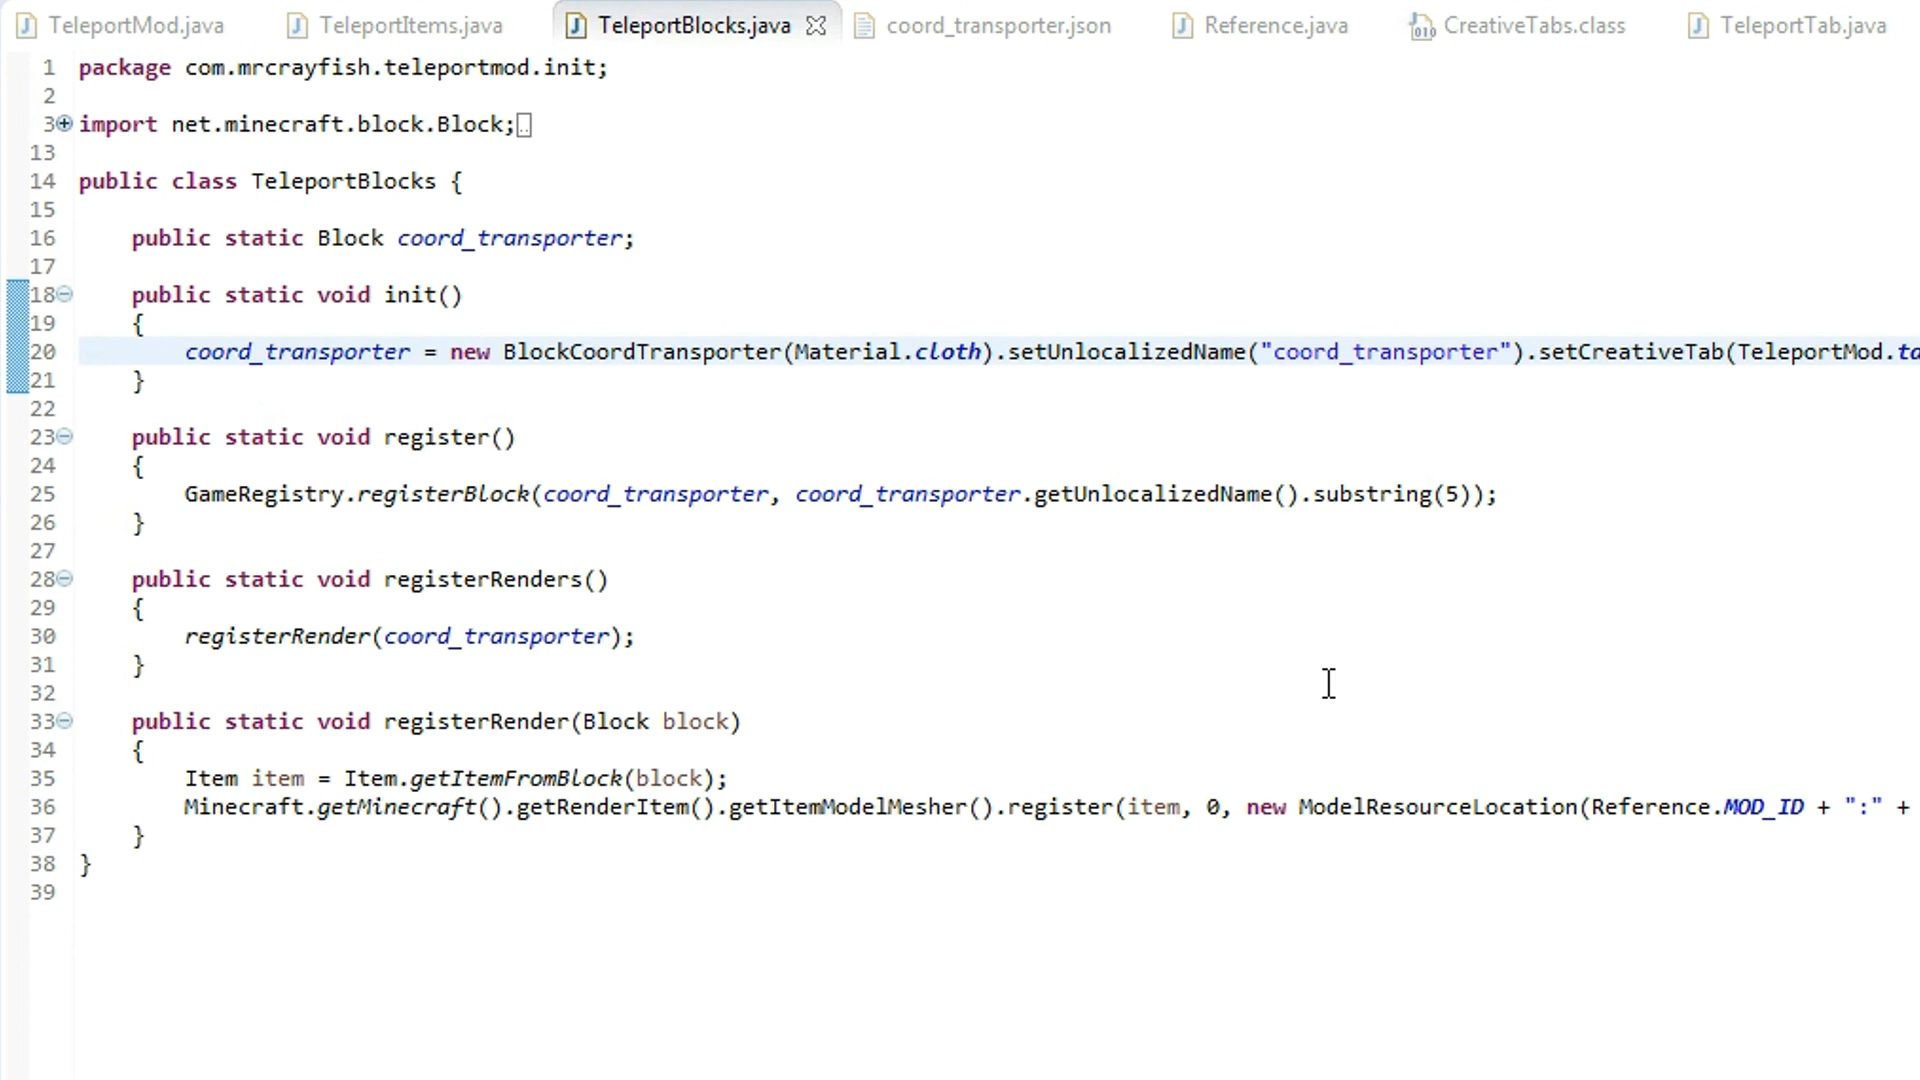 TeleportMod.java TeleportItems.java TeleportBlocks.java coord_transporter.json Reference.java CreativeTabs.class TeleportTab.java
1 package com.mrcrayfish.teleportmod.init;
2
3 import net.minecraft.block.Block;
13
14 public class TeleportBlocks {
15
16 public static Block coord_transporter;
17
18 public static void init()
19 {
20 coord_transporter = new BlockCoordTransporter(Material.cloth).setUnlocalizedName("coord_transporter").setCreativeTab(TeleportMod.ta
21 }
22
23 public static void register()
24 {
25 GameRegistry.registerBlock(coord_transporter, coord_transporter.getUnlocalizedName().substring(5));
26 }
27
28 public static void registerRenders()
29 {
30 registerRender(coord_transporter);
31 }
32
33 public static void registerRender(Block block)
34 {
35 Item item = Item.getItemFromBlock(block);
36 Minecraft.getMinecraft().getRenderItem().getItemModelMesher().register(item, 0, new ModelResourceLocation(Reference.MOD_ID + ":" +
37 }
38 }
39